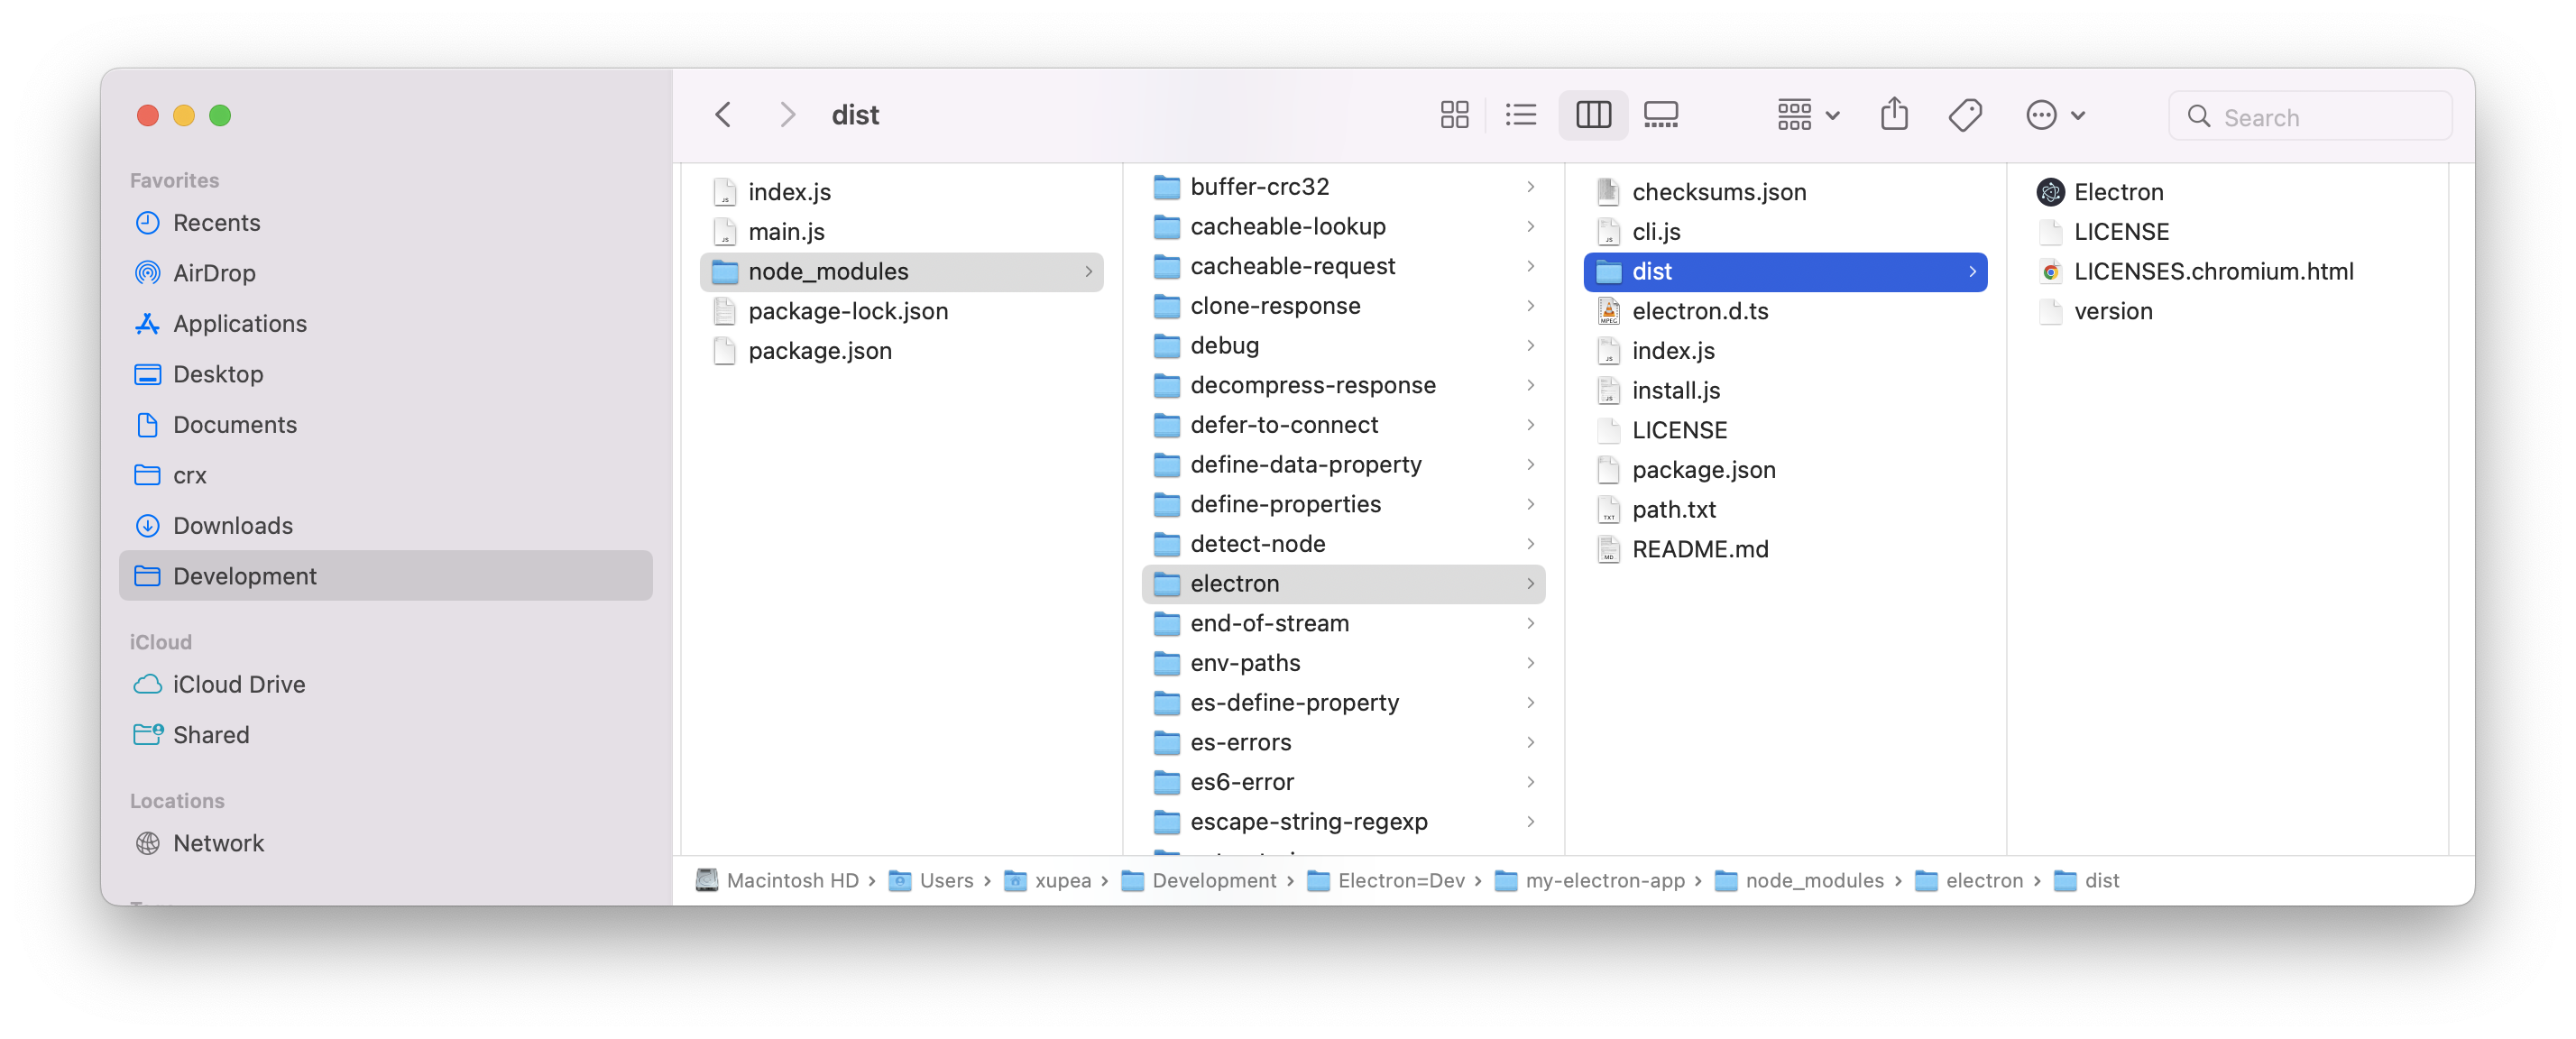 dist
Search
Favorites
Recents
AirDrop
Applications
Desktop
Documents
crx
Downloads
Development
iCloud
iCloud Drive
Shared
Locations
Network
index.js
main.js
node_modules
package-lock.json
package.json
buffer-crc32
cacheable-lookup
cacheable-request
clone-response
debug
decompress-response
defer-to-connect
define-data-property
define-properties
detect-node
electron
end-of-stream
env-paths
es-define-property
es-errors
es6-error
escape-string-regexp
checksums.json
cli.js
dist
electron.d.ts
index.js
install.js
LICENSE
package.json
path.txt
README.md
Electron
LICENSE
LICENSES.chromium.html
version
Macintosh HD › Users › xupea › Development › Electron=Dev › my-electron-app › node_modules › electron › dist